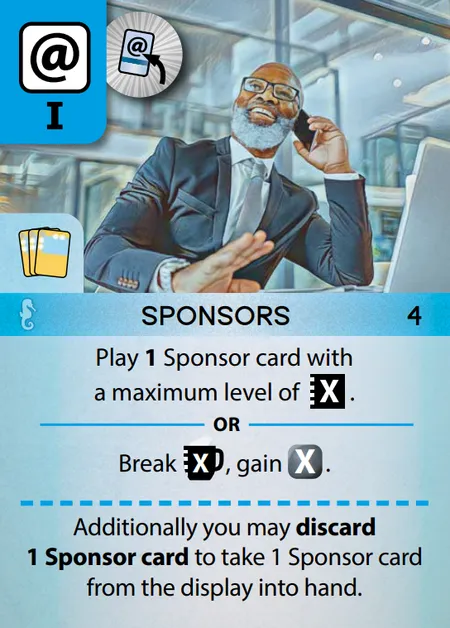 @
@
I
SPONSORS 4
Play 1 Sponsor card with
a maximum level of X .
OR
Break X , gain X .
Additionally you may discard
1 Sponsor card to take 1 Sponsor card
from the display into hand.